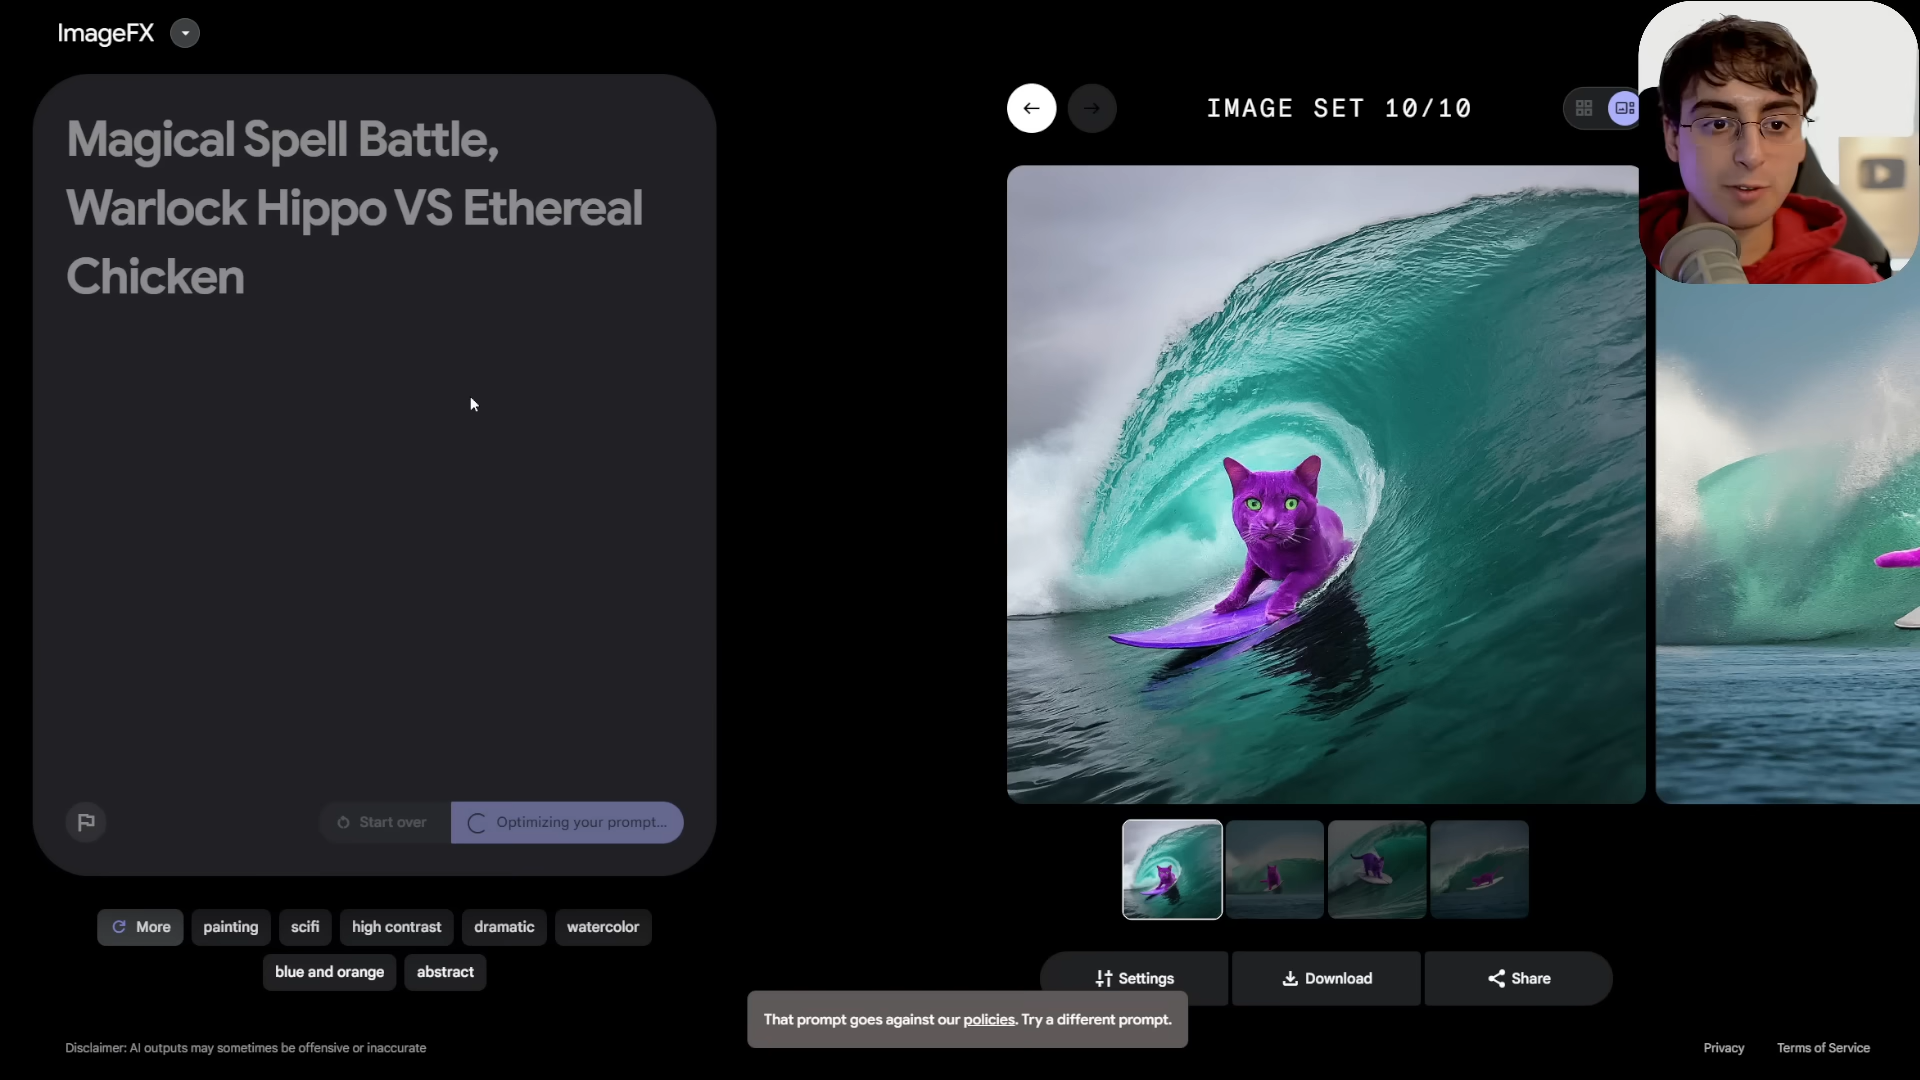 ImageFX
Magical Spell Battle,
Warlock Hippo VS Ethereal
Chicken
Start over
Optimizing your prompt...
More
painting
scifi
high contrast
dramatic
watercolor
blue and orange
abstract
Disclaimer: AI outputs may sometimes be offensive or inaccurate
IMAGE SET 10/10
Settings
Download
Share
That prompt goes against our policies. Try a different prompt.
Privacy
Terms of Service